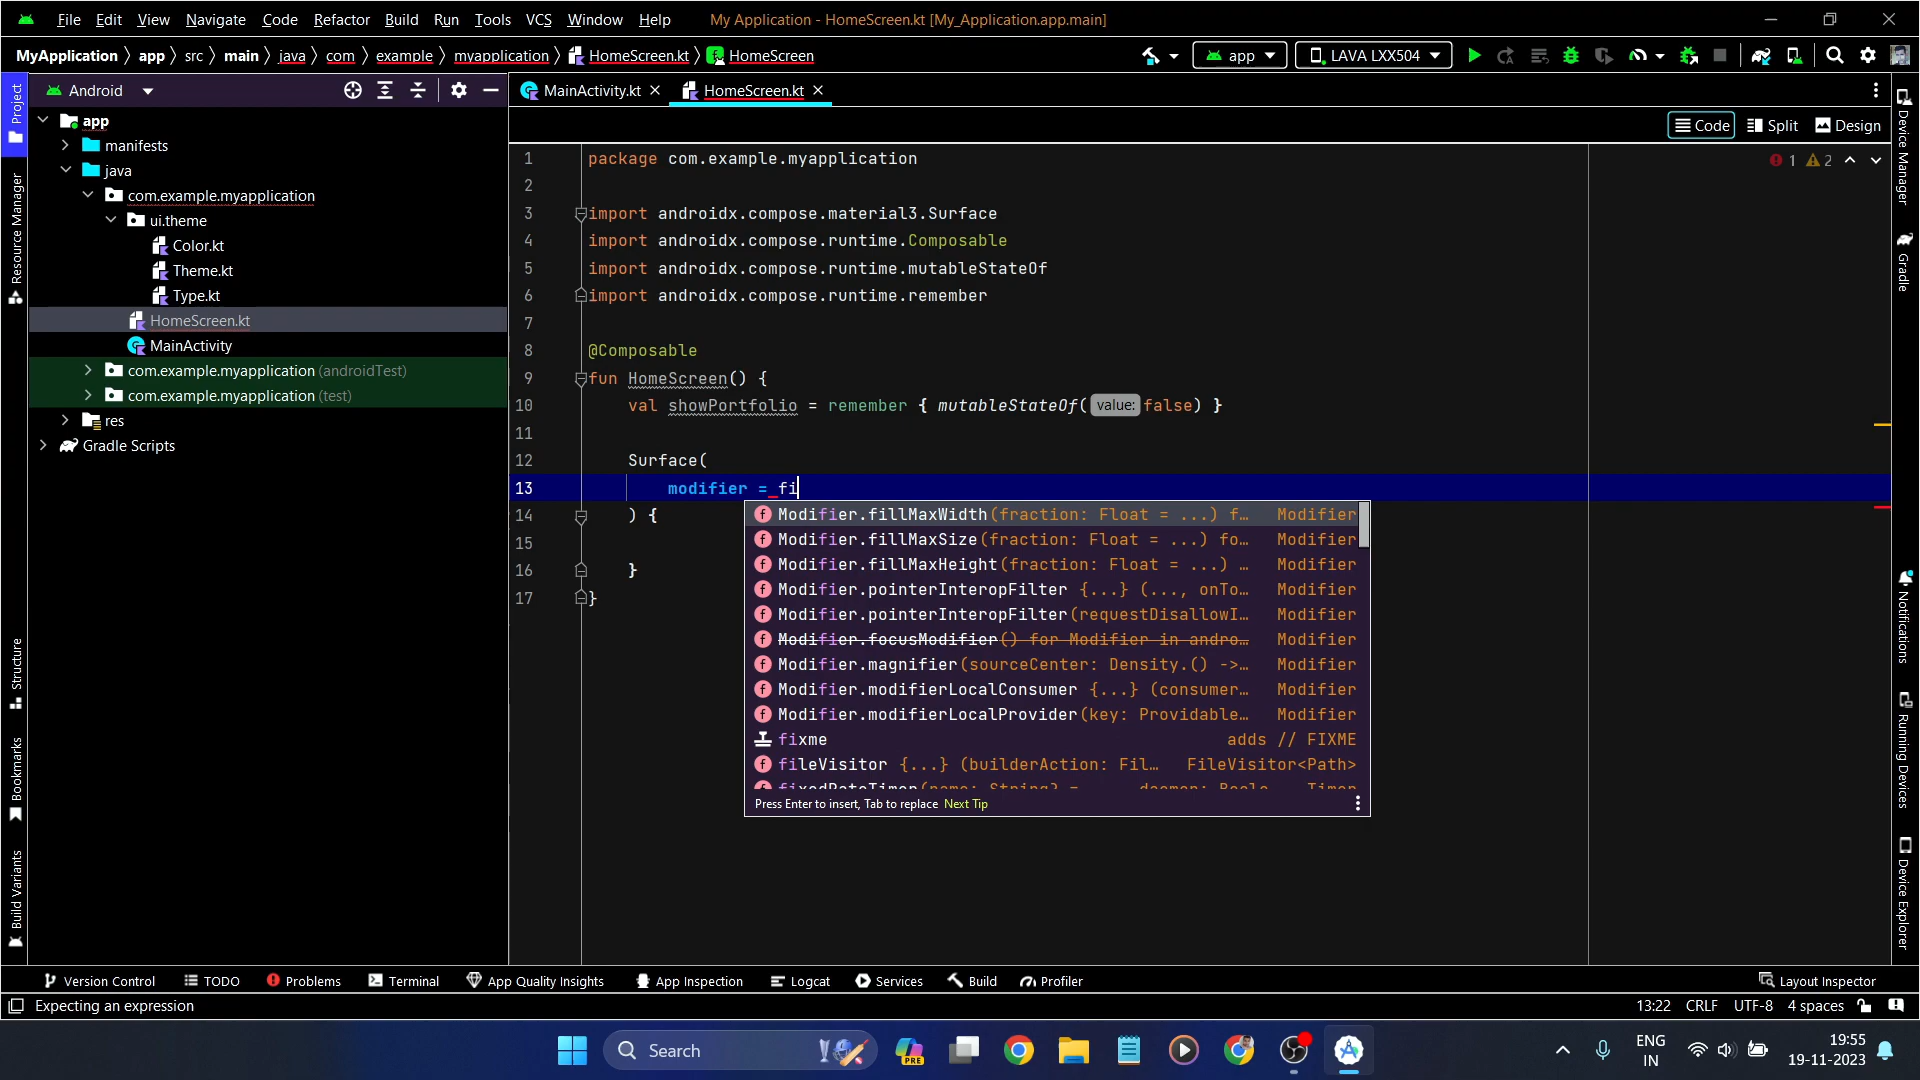 File Edit View Navigate Code Refactor Build Run Tools VCS Window Help My Application - HomeScreen.kt [My_Application.app.main]
MyApplication app src main java com example myapplication HomeScreen.kt HomeScreen app LAVA LXX504
Android
MainActivity.kt HomeScreen.kt
Code Split Design
Project
Resource Manager
Structure
Bookmarks
Build Variants
app
manifests
java
com.example.myapplication
ui.theme
Color.kt
Theme.kt
Type.kt
HomeScreen.kt
MainActivity
com.example.myapplication (androidTest)
com.example.myapplication (test)
res
Gradle Scripts
1 package com.example.myapplication 1 2
2
3 import androidx.compose.material3.Surface
4 import androidx.compose.runtime.Composable
5 import androidx.compose.runtime.mutableStateOf
6 import androidx.compose.runtime.remember
7
8 @Composable
9 fun HomeScreen() {
10 val showPortfolio = remember { mutableStateOf( value: false) }
11
12 Surface(
13 modifier = fi
14 ) {
15
16 }
17 }
Modifier.fillMaxWidth(fraction: Float = ...) f... Modifier
Modifier.fillMaxSize(fraction: Float = ...) fo... Modifier
Modifier.fillMaxHeight(fraction: Float = ...) ... Modifier
Modifier.pointerInteropFilter {...} (..., onTo... Modifier
Modifier.pointerInteropFilter(requestDisallowI... Modifier
Modifier.focusModifier() for Modifier in andro... Modifier
Modifier.magnifier(sourceCenter: Density.() ->... Modifier
Modifier.modifierLocalConsumer {...} (consumer... Modifier
Modifier.modifierLocalProvider(key: Providable... Modifier
fixme adds // FIXME
fileVisitor {...} (builderAction: Fil... FileVisitor<Path>
Press Enter to insert, Tab to replace Next Tip
Device Manager
Gradle
Notifications
Running Devices
Device Explorer
Version Control TODO Problems Terminal App Quality Insights App Inspection Logcat Services Build Profiler Layout Inspector
Expecting an expression 13:22 CRLF UTF-8 4 spaces
Search PRE ENG 19:55
IN 19-11-2023